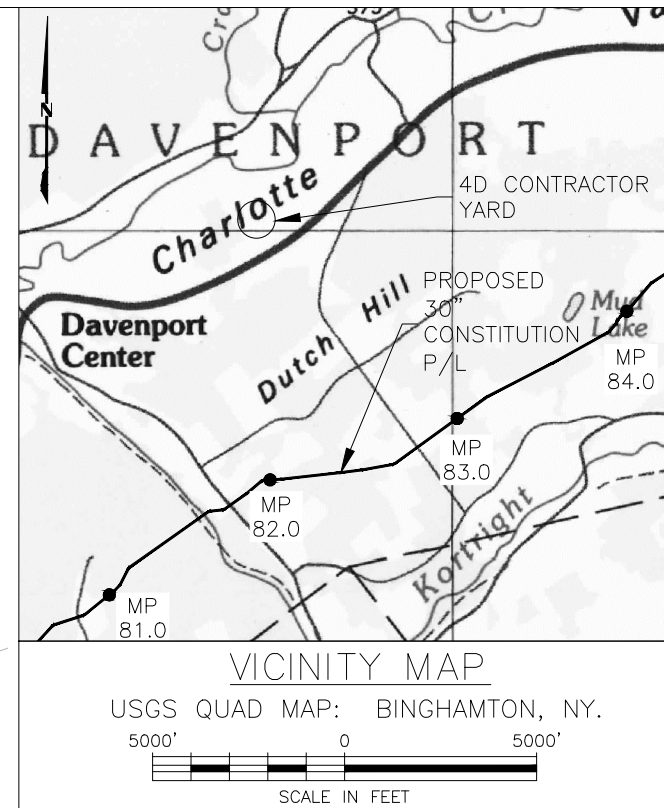 N
DAVENPORT
Charlotte
4D CONTRACTOR
YARD
Dutch Hill
PROPOSED
30"
CONSTITUTION
P/L
Mud
Lake
Davenport
Center
MP
84.0
MP
83.0
MP
82.0
Kortright
MP
81.0
VICINITY MAP
USGS QUAD MAP: BINGHAMTON, NY.
5000' 0 5000'
SCALE IN FEET